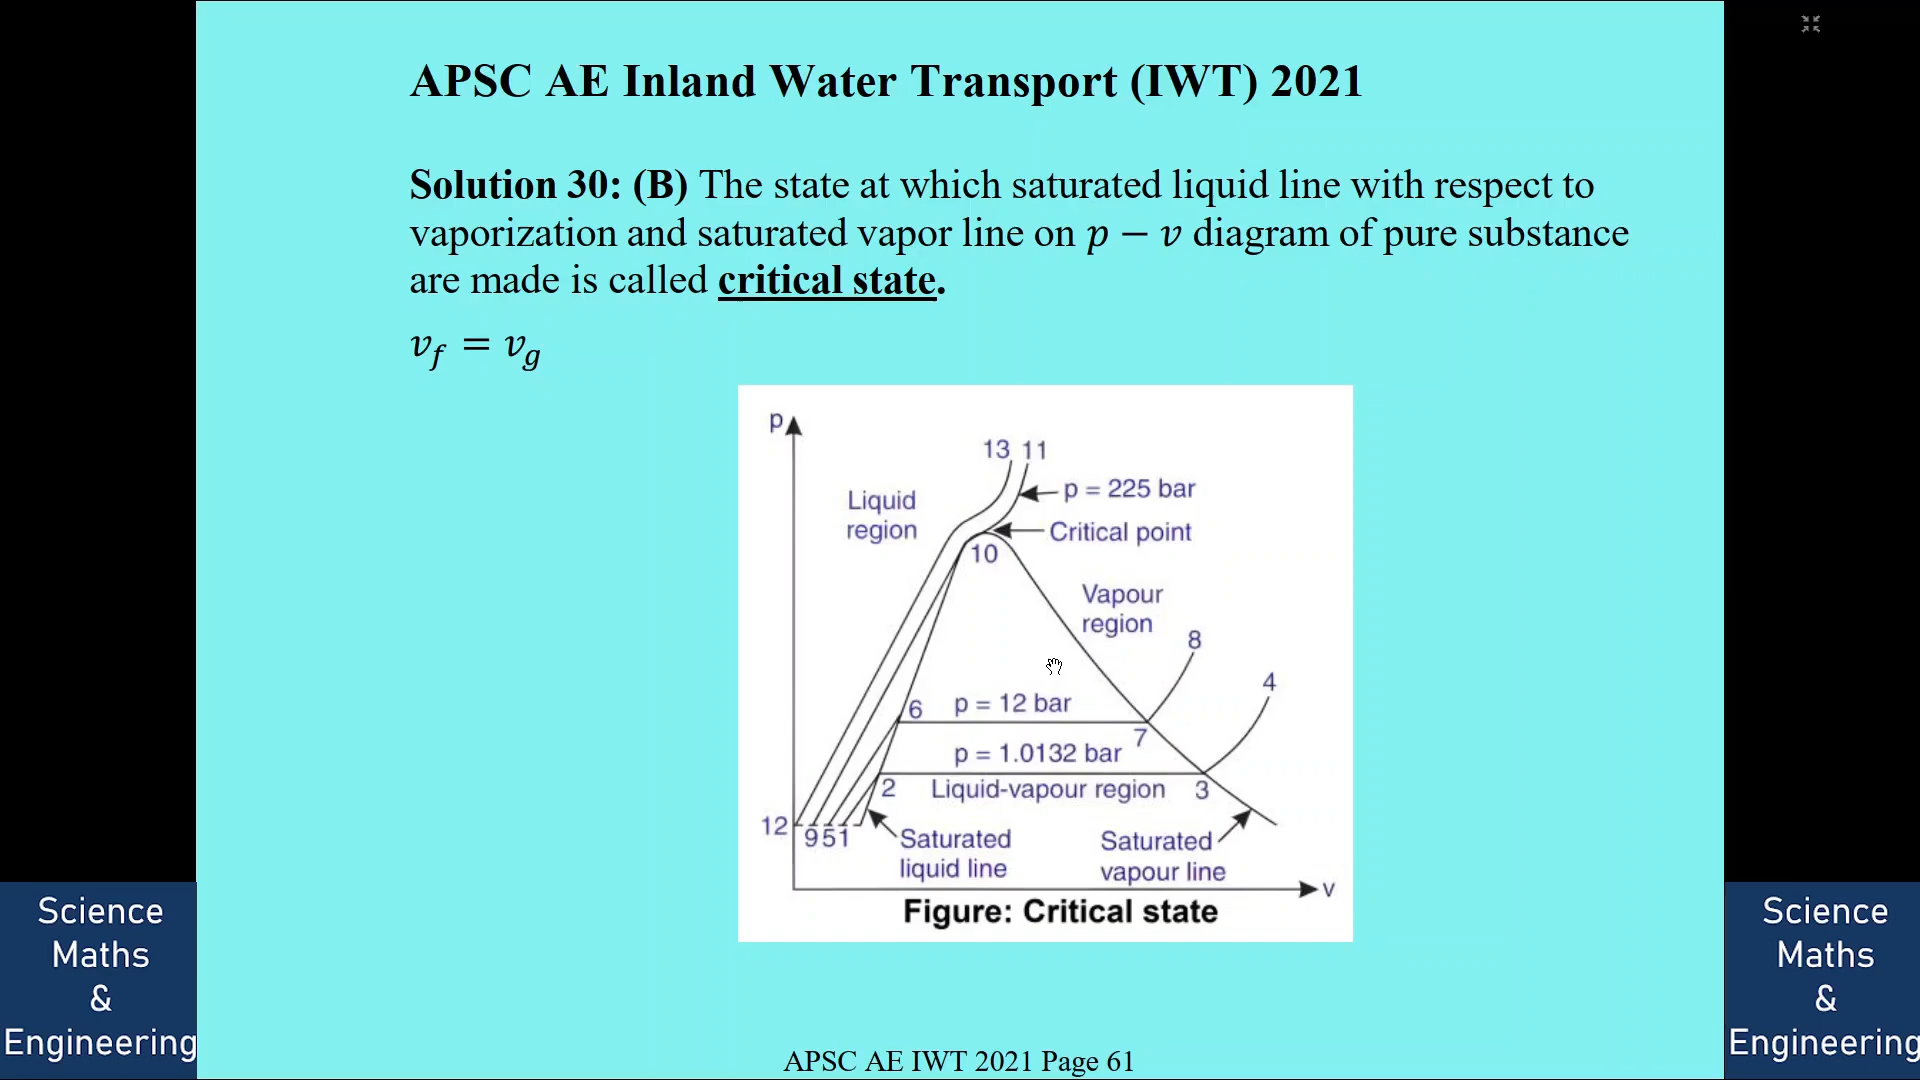 APSC AE Inland Water Transport (IWT) 2021
Solution 30: (B) The state at which saturated liquid line with respect to
vaporization and saturated vapor line on p − v diagram of pure substance
are made is called critical state.
v_f = v_g
p
13 11
p = 225 bar
Liquid
region
Critical point
10
Vapour
region
8
4
6 p = 12 bar
7
p = 1.0132 bar
2 Liquid-vapour region 3
12
951
Saturated
liquid line
Saturated
vapour line
v
Figure: Critical state
Science
Maths
&
Engineering
Science
Maths
&
Engineering
APSC AE IWT 2021 Page 61